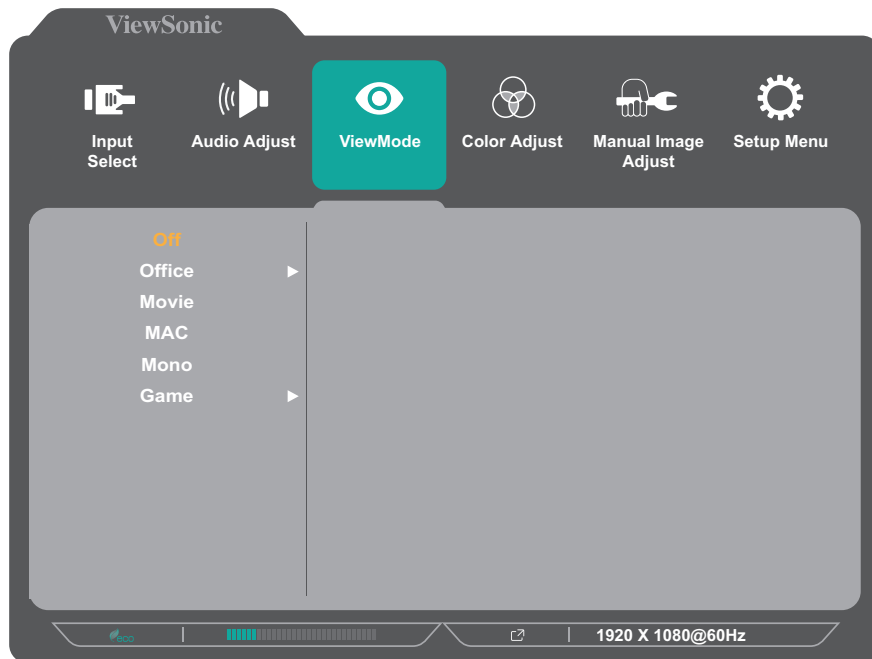 ViewSonic
Input
Select
Audio Adjust
ViewMode
Color Adjust
Manual Image
Adjust
Setup Menu
Off
Office
Movie
MAC
Mono
Game
eco
1920 X 1080@60Hz